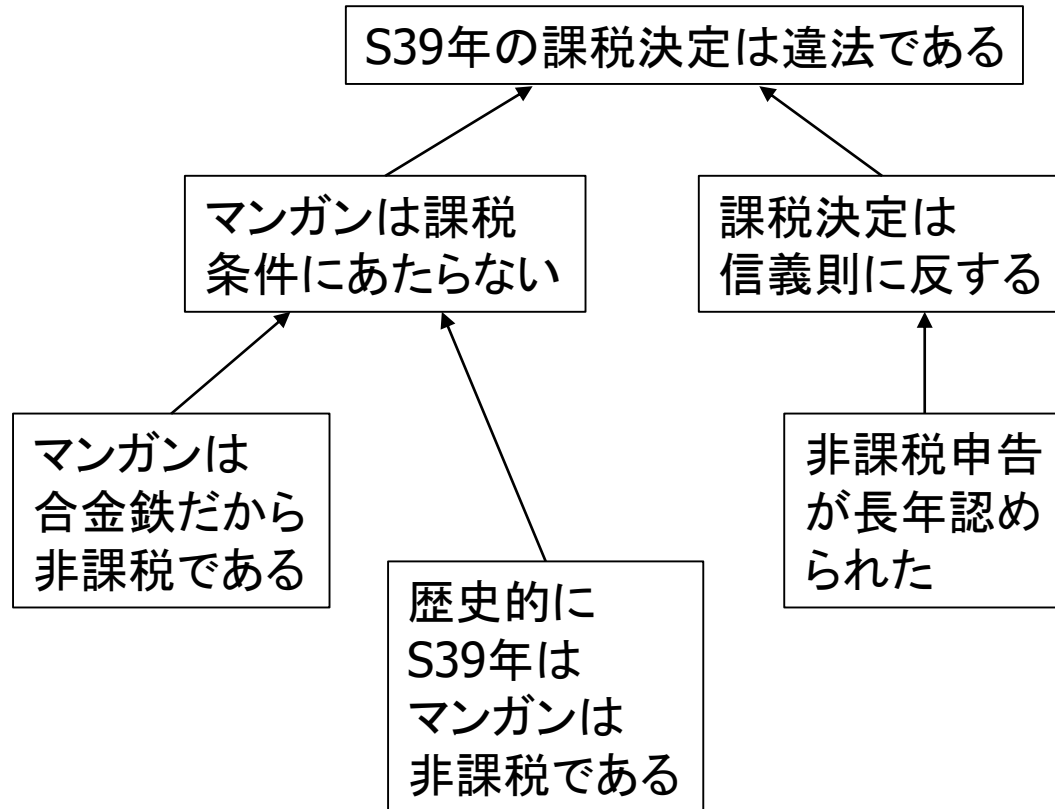 S39年の課税決定は違法である
マンガンは課税
条件にあたらない
課税決定は
信義則に反する
マンガンは
合金鉄だから
非課税である
歴史的に
S39年は
マンガンは
非課税である
非課税申告
が長年認め
られた